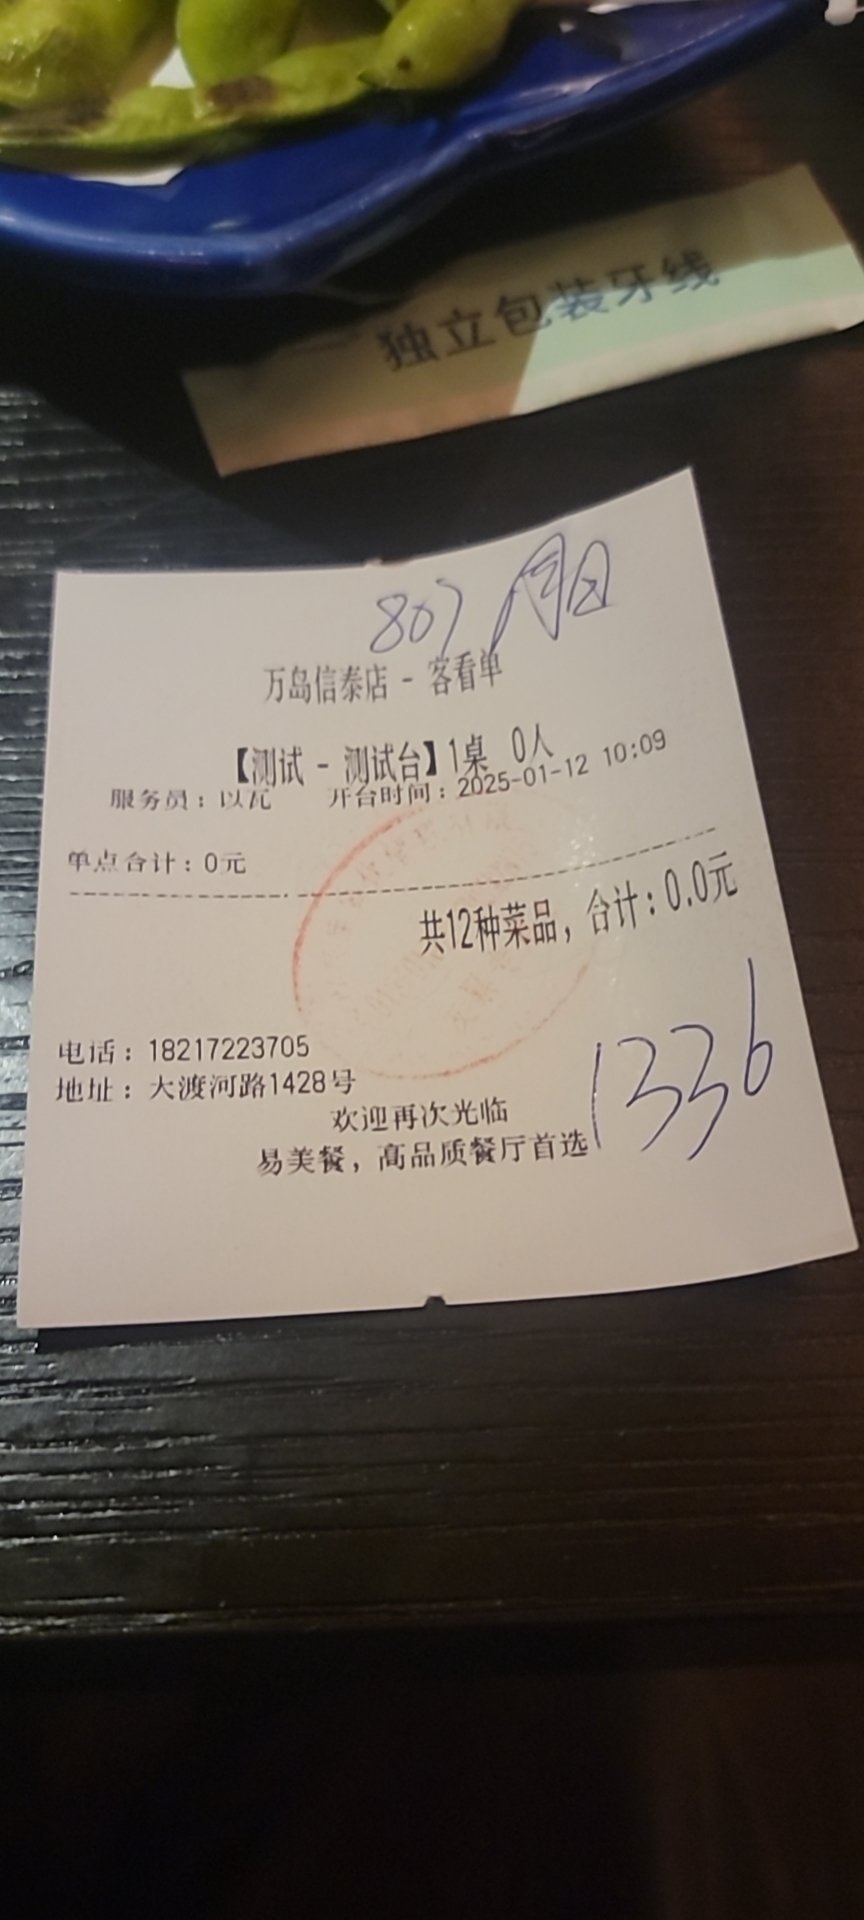 独立包装牙线
807
万岛信泰店 - 客看单
【测试 - 测试台】1桌 0人
服务员：以瓦 开台时间：2025-01-12 10:09
单点合计：0元
共12种菜品，合计：0.0元
1336
电话：18217223705
地址：大渡河路1428号
欢迎再次光临
易美餐，高品质餐厅首选